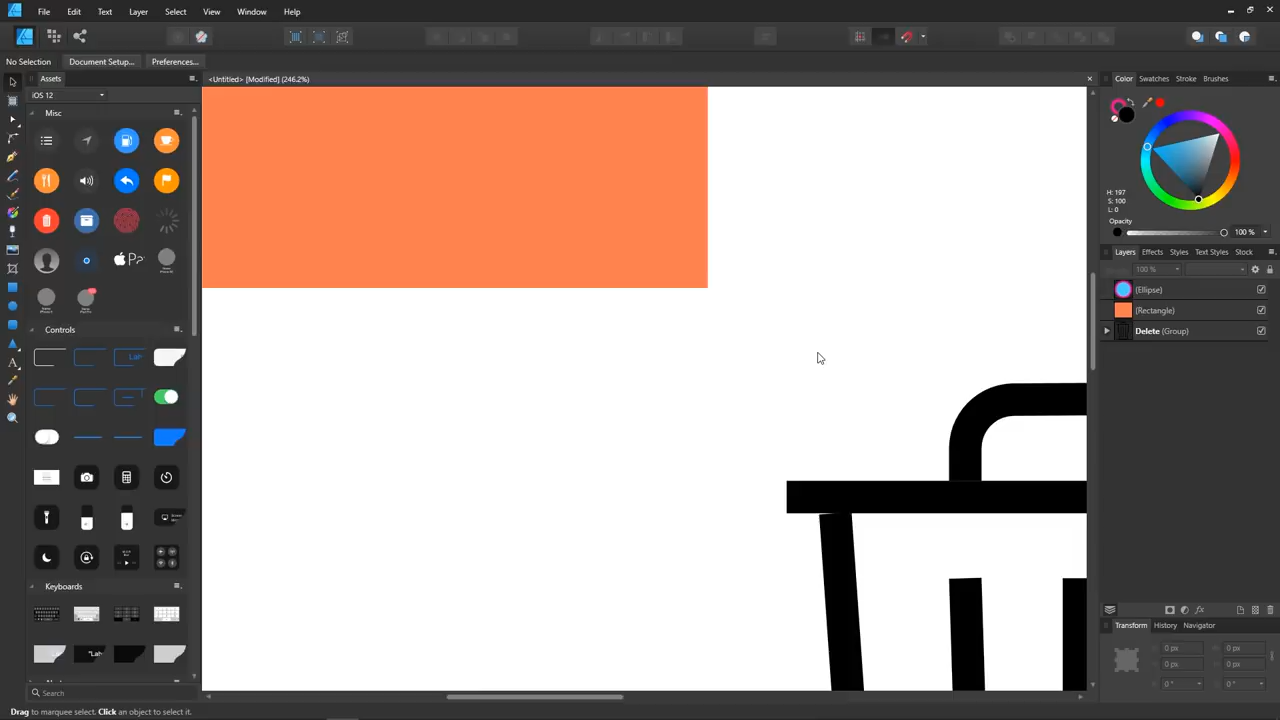 File Edit Text Layer Select View Window Help
No Selection Document Setup... Preferences...
Assets
<Untitled> [Modified] (246.2%)
Color Swatches Stroke Brushes
iOS 12
Misc
H: 197
S: 100
L: 0
Opacity
100 %
Layers Effects Styles Text Styles Stock
100 %
(Ellipse)
(Rectangle)
Delete (Group)
Controls
Keyboards
Transform History Navigator
0 px 0 px
0 px 0 px
0 ° 0 °
Search
Drag to marquee select. Click an object to select it.